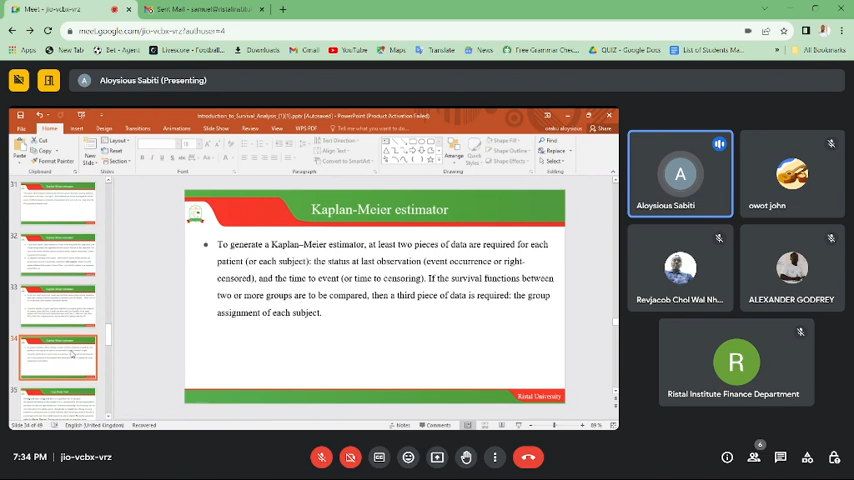 Meet - jio-vcbx-vrz
Sent Mail - samuel@ristalinstitu
meet.google.com/jio-vcbx-vrz?authuser=4
Apps
New Tab
Bet - Agent
Livescore - Football...
Downloads
Gmail
YouTube
Maps
Translate
News
Free Grammar Chec...
QUIZ - Google Docs
List of Students Ma...
»
All Bookmarks
A
Aloysious Sabiti (Presenting)
Introduction_to_Survival_Analysis_(1)[1].pptx [Autosaved] - PowerPoint (Product Activation Failed)
File
Home
Insert
Design
Transitions
Animations
Slide Show
Review
View
WPS PDF
Tell me what you want to do...
omiku aloysious
Share
Paste
Cut
Copy
Format Painter
New Slide
Layout
Reset
Section
Text Direction
Align Text
Convert to SmartArt
Arrange
Quick Styles
Shape Fill
Shape Outline
Shape Effects
Find
Replace
Select
Clipboard
Slides
Font
Paragraph
Drawing
Editing
31
32
33
34
35
Kaplan-Meier estimator
• To generate a Kaplan–Meier estimator, at least two pieces of data are required for each
patient (or each subject): the status at last observation (event occurrence or right-
censored), and the time to event (or time to censoring). If the survival functions between
two or more groups are to be compared, then a third piece of data is required: the group
assignment of each subject.
Ristal University
Slide 34 of 49
English (United Kingdom)
Recovered
Notes
Comments
89 %
A
Aloysious Sabiti
owot john
Revjacob Chol Wal Nh...
ALEXANDER GODFREY
R
Ristal Institute Finance Department
7:34 PM
jio-vcbx-vrz
6